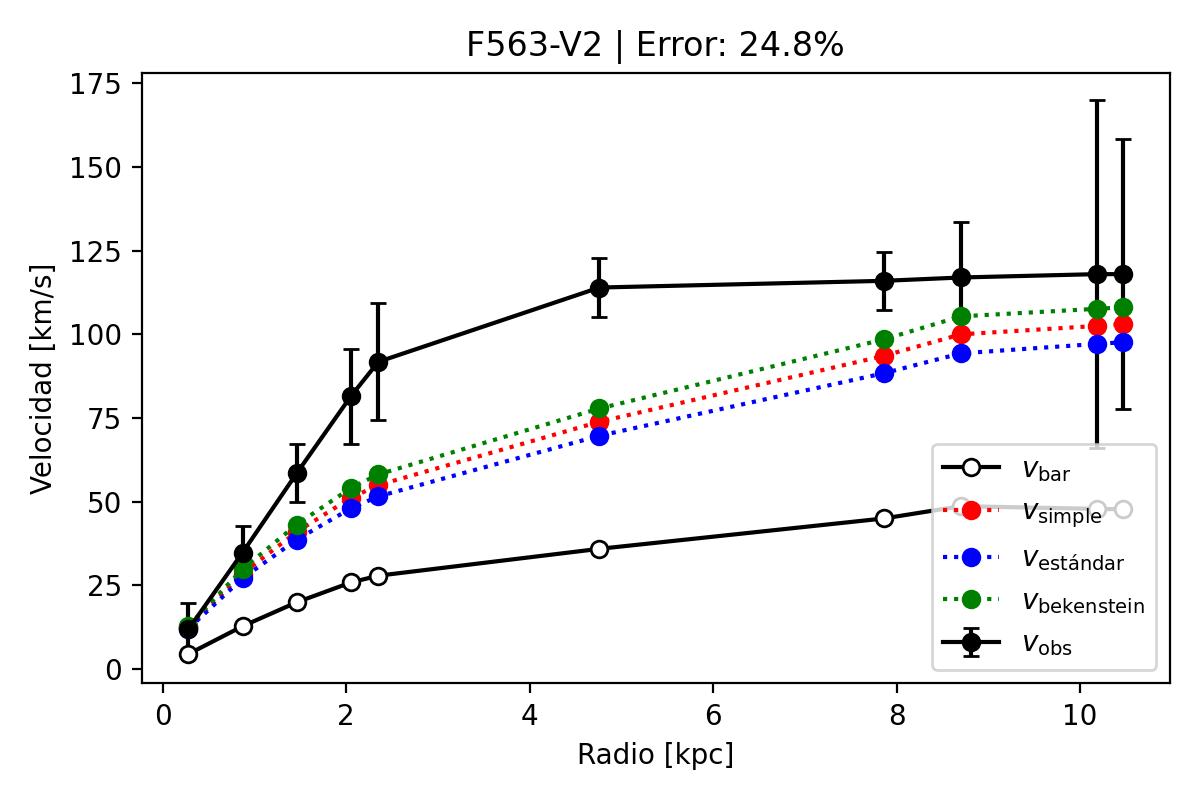 F563-V2 | Error: 24.8%
175
150
125
100
75
50
25
0
Velocidad [km/s]
0 2 4 6 8 10
Radio [kpc]
v_bar
v_simple
v_estándar
v_bekenstein
v_obs